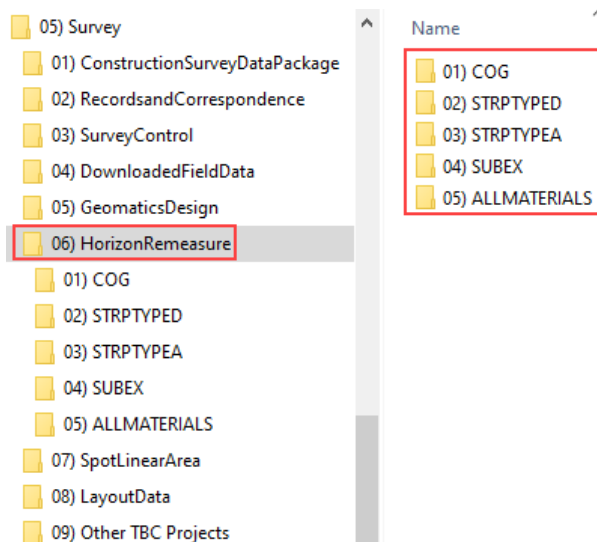 05) Survey
01) ConstructionSurveyDataPackage
02) RecordsandCorrespondence
03) SurveyControl
04) DownloadedFieldData
05) GeomaticsDesign
06) HorizonRemeasure
01) COG
02) STRPTYPED
03) STRPTYPEA
04) SUBEX
05) ALLMATERIALS
07) SpotLinearArea
08) LayoutData
09) Other TBC Projects
Name
01) COG
02) STRPTYPED
03) STRPTYPEA
04) SUBEX
05) ALLMATERIALS